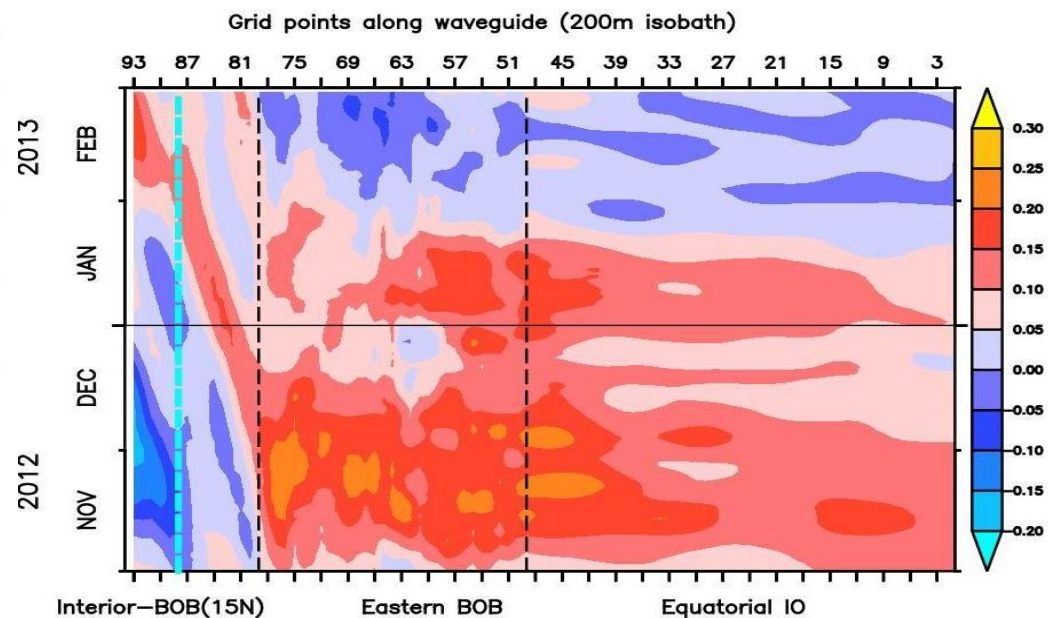 Grid points along waveguide (200m isobath)
93 87 81 75 69 63 57 51 45 39 33 27 21 15 9 3
2013
FEB
JAN
2012
DEC
NOV
0.30
0.25
0.20
0.15
0.10
0.05
0.00
-0.05
-0.10
-0.15
-0.20
Interior-BOB(15N) Eastern BOB Equatorial IO